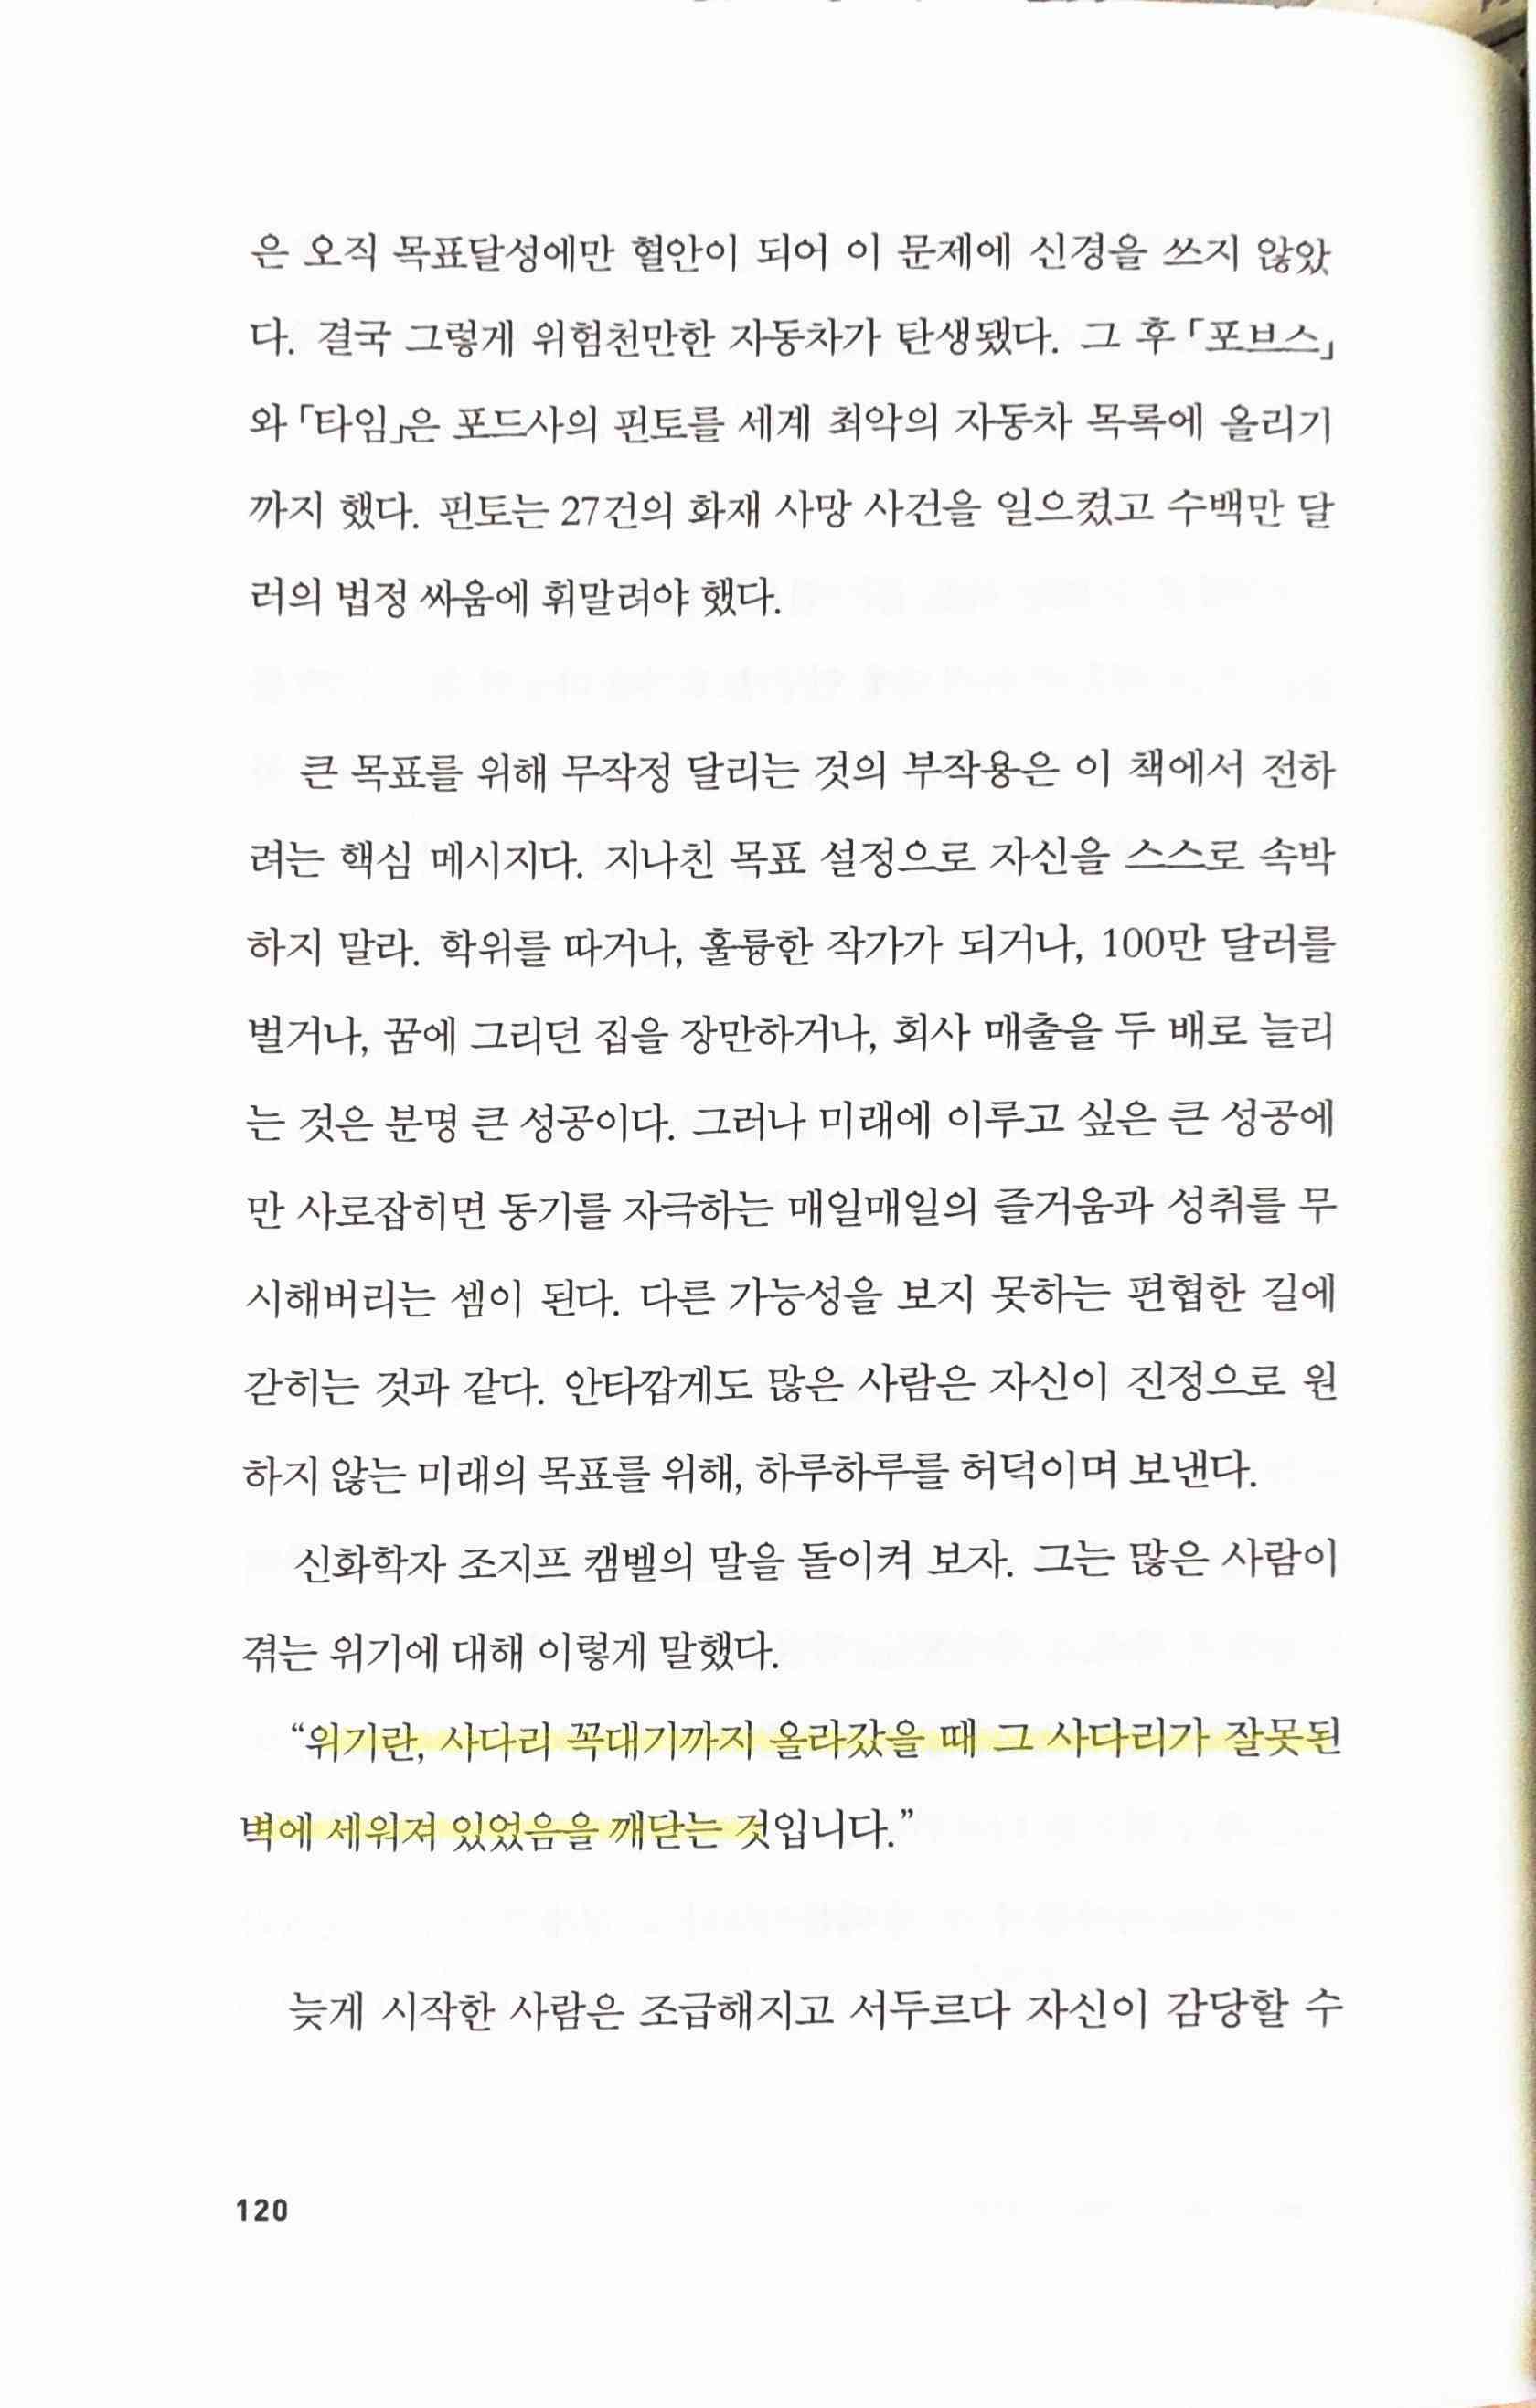 은 오직 목표달성에만 혈안이 되어 이 문제에 신경을 쓰지 않았
다. 결국 그렇게 위험천만한 자동차가 탄생됐다. 그 후 「포브스」
와 「타임」은 포드사의 핀토를 세계 최악의 자동차 목록에 올리기
까지 했다. 핀토는 27건의 화재 사망 사건을 일으켰고 수백만 달
러의 법정 싸움에 휘말려야 했다.
큰 목표를 위해 무작정 달리는 것의 부작용은 이 책에서 전하
려는 핵심 메시지다. 지나친 목표 설정으로 자신을 스스로 속박
하지 말라. 학위를 따거나, 훌륭한 작가가 되거나, 100만 달러를
벌거나, 꿈에 그리던 집을 장만하거나, 회사 매출을 두 배로 늘리
는 것은 분명 큰 성공이다. 그러나 미래에 이루고 싶은 큰 성공에
만 사로잡히면 동기를 자극하는 매일매일의 즐거움과 성취를 무
시해버리는 셈이 된다. 다른 가능성을 보지 못하는 편협한 길에
갇히는 것과 같다. 안타깝게도 많은 사람은 자신이 진정으로 원
하지 않는 미래의 목표를 위해, 하루하루를 허덕이며 보낸다.
신화학자 조지프 캠벨의 말을 돌이켜 보자. 그는 많은 사람이
겪는 위기에 대해 이렇게 말했다.
“위기란, 사다리 꼭대기까지 올라갔을 때 그 사다리가 잘못된
벽에 세워져 있었음을 깨닫는 것입니다.”
늦게 시작한 사람은 조급해지고 서두르다 자신이 감당할 수
120